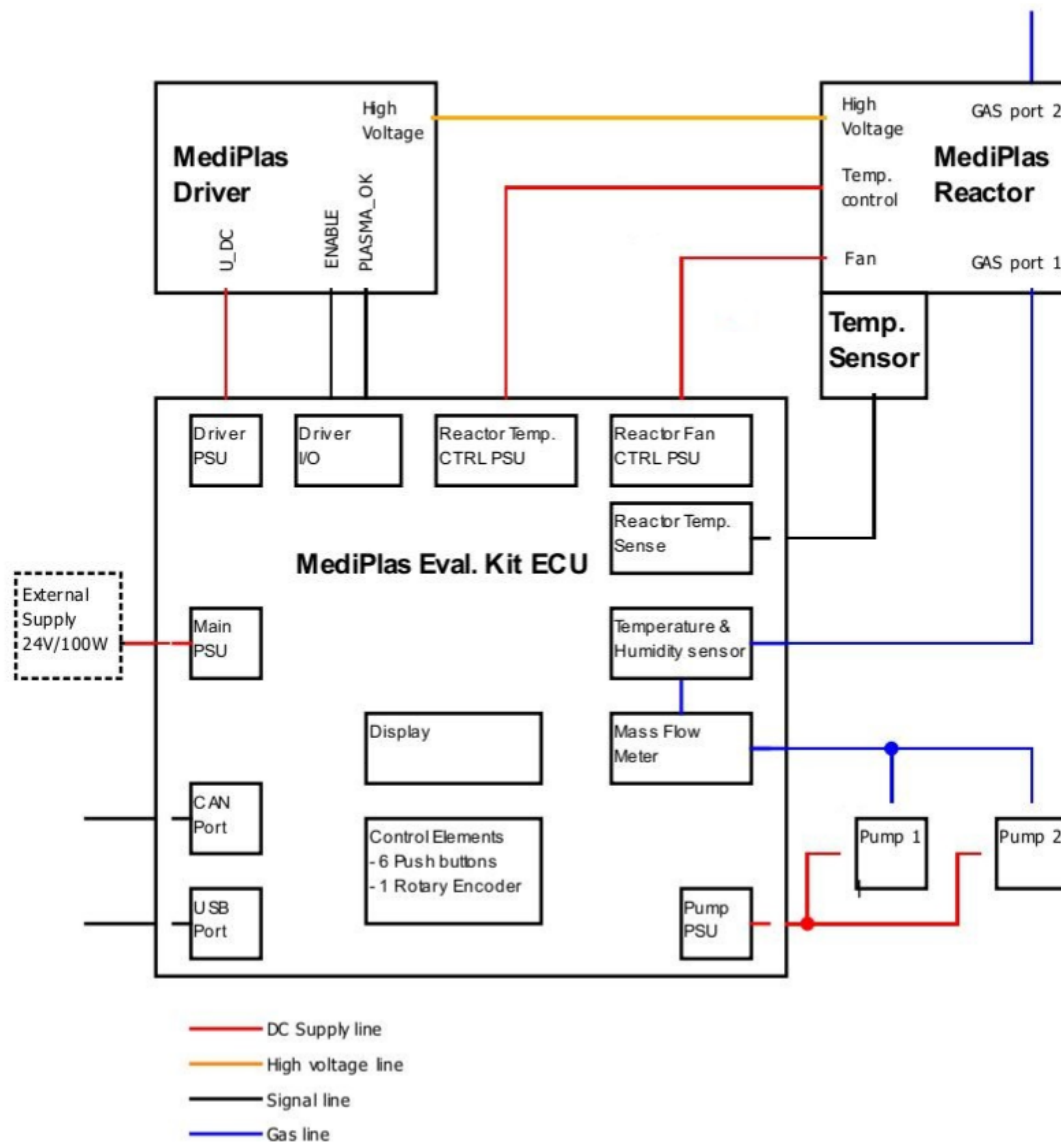 High
Voltage
MediPlas
Driver
U_DC
ENABLE
PLASMA_OK
High
Voltage
GAS port 2
MediPlas
Reactor
Temp.
control
Fan
GAS port 1
Temp.
Sensor
Driver
PSU
Driver
I/O
Reactor Temp.
CTRL PSU
Reactor Fan
CTRL PSU
Reactor Temp.
Sense
MediPlas Eval. Kit ECU
External
Supply
24V/100W
Main
PSU
Temperature &
Humidity sensor
Display
Mass Flow
Meter
CAN
Port
Control Elements
- 6 Push buttons
- 1 Rotary Encoder
Pump 1
Pump 2
USB
Port
Pump
PSU
DC Supply line
High voltage line
Signal line
Gas line